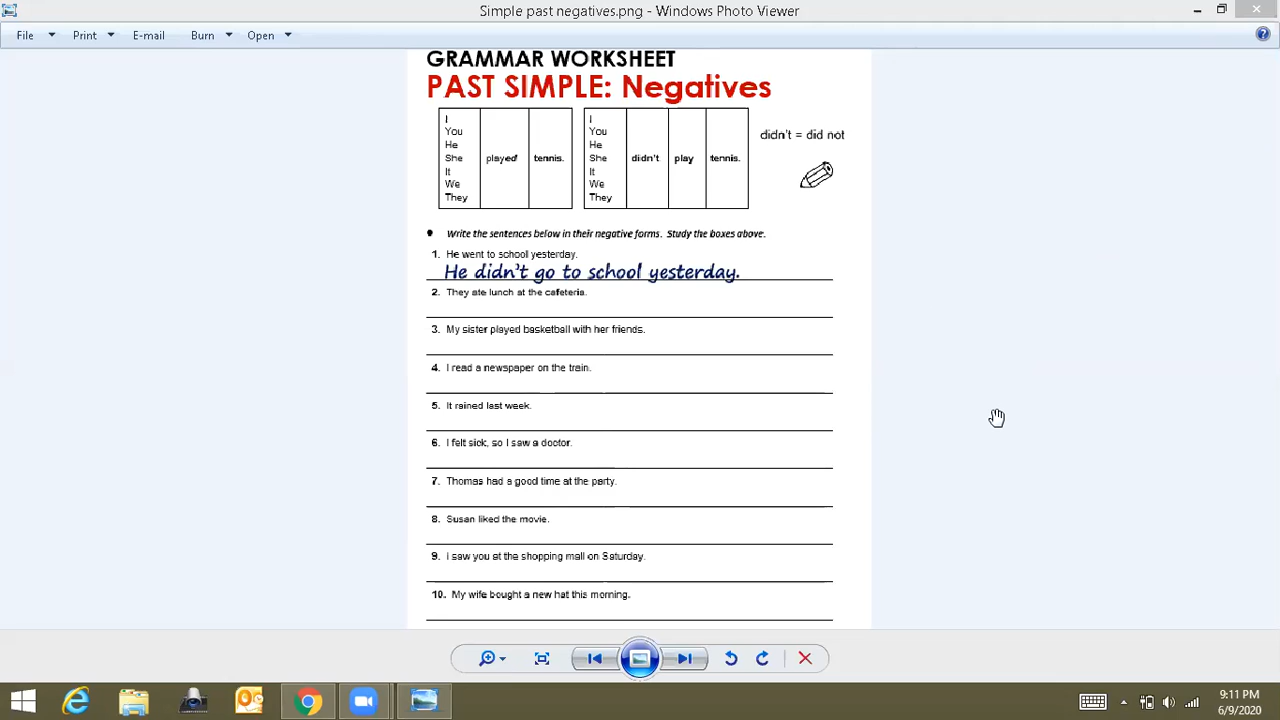 Simple past negatives.png - Windows Photo Viewer
File Print E-mail Burn Open
GRAMMAR WORKSHEET
PAST SIMPLE: Negatives
I
You
He
She
It
We
They
played
tennis.
I
You
He
She
It
We
They
didn't
play
tennis.
didn't = did not
Write the sentences below in their negative forms. Study the boxes above.
1. He went to school yesterday.
He didn't go to school yesterday.
2. They ate lunch at the cafeteria.
3. My sister played basketball with her friends.
4. I read a newspaper on the train.
5. It rained last week.
6. I felt sick, so I saw a doctor.
7. Thomas had a good time at the party.
8. Susan liked the movie.
9. I saw you at the shopping mall on Saturday.
10. My wife bought a new hat this morning.
9:11 PM
6/9/2020